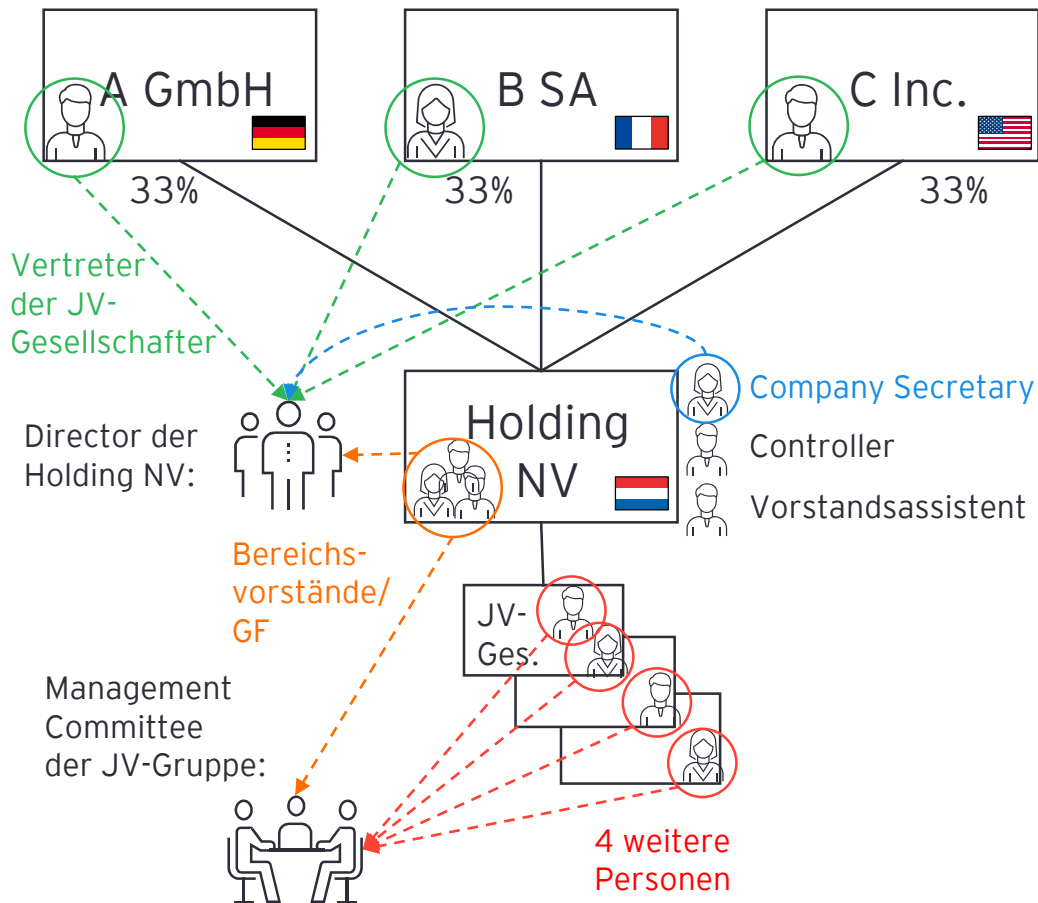 A GmbH
B SA
C Inc.
33%
33%
33%
Vertreter
der JV-
Gesellschafter
Holding
NV
Company Secretary
Controller
Vorstandsassistent
Director der
Holding NV:
Bereichs-
vorstände/
GF
JV-
Ges.
Management
Committee
der JV-Gruppe:
4 weitere
Personen